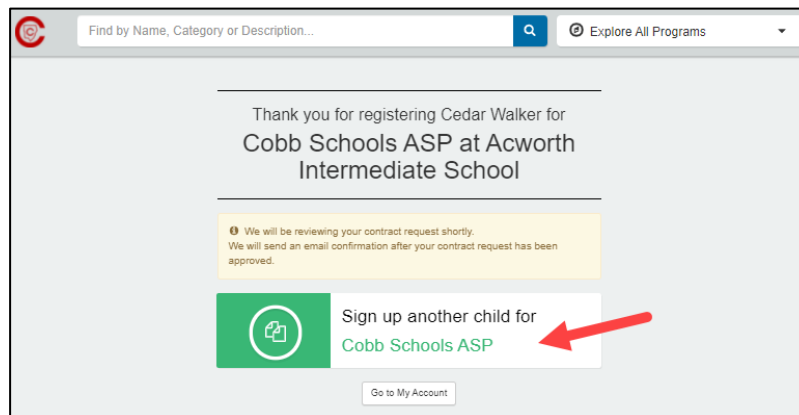 Find by Name, Category or Description...
Explore All Programs
Thank you for registering Cedar Walker for
Cobb Schools ASP at Acworth
Intermediate School
We will be reviewing your contract request shortly.
We will send an email confirmation after your contract request has been
approved.
Sign up another child for
Cobb Schools ASP
Go to My Account